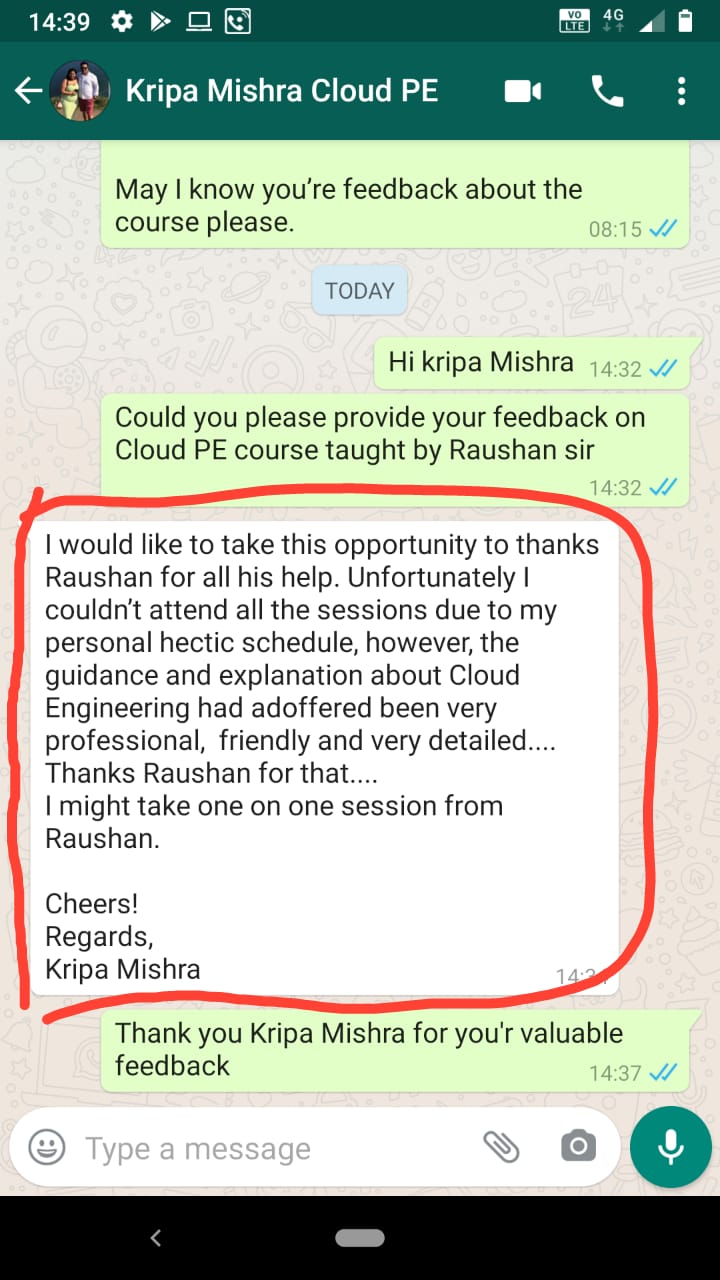 14:39
VO
LTE
4G
Kripa Mishra Cloud PE
May I know you’re feedback about the
course please.
08:15
TODAY
Hi kripa Mishra
14:32
Could you please provide your feedback on
Cloud PE course taught by Raushan sir
14:32
I would like to take this opportunity to thanks
Raushan for all his help. Unfortunately I
couldn’t attend all the sessions due to my
personal hectic schedule, however, the
guidance and explanation about Cloud
Engineering had adoffered been very
professional,  friendly and very detailed....
Thanks Raushan for that....
I might take one on one session from
Raushan.
Cheers!
Regards,
Kripa Mishra
Thank you Kripa Mishra for you'r valuable
feedback
14:37
Type a message